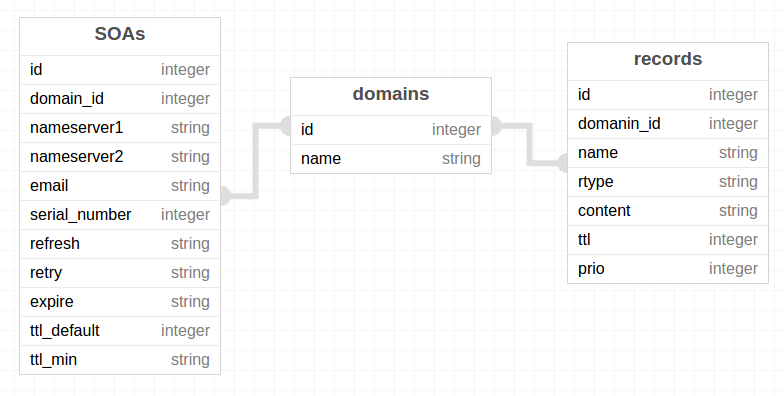 SOAs
id integer
domain_id integer
nameserver1 string
nameserver2 string
email string
serial_number integer
refresh string
retry string
expire string
ttl_default integer
ttl_min string
domains
id integer
name string
records
id integer
domanin_id integer
name string
rtype string
content string
ttl integer
prio integer